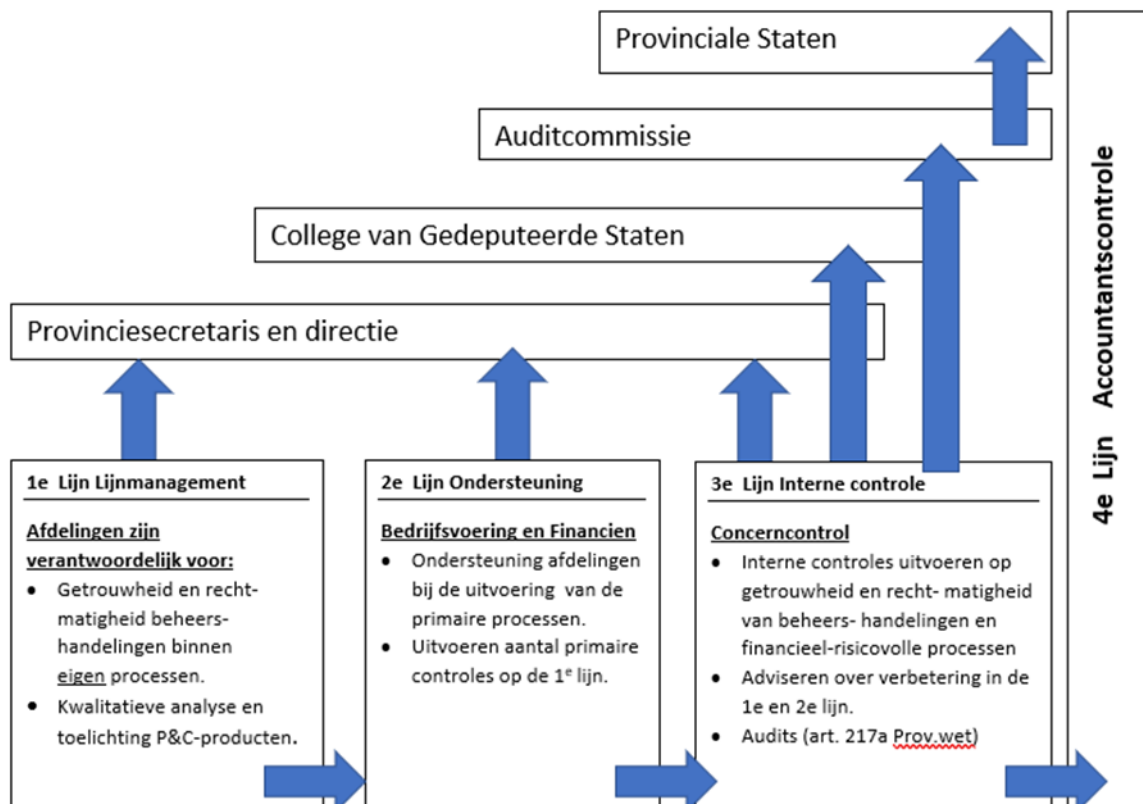 Provinciale Staten
Auditcommissie
College van Gedeputeerde Staten
Provinciesecretaris en directie
1e Lijn Lijnmanagement
Afdelingen zijn
verantwoordelijk voor:
• Getrouwheid en recht-
matigheid beheers-
handelingen binnen
eigen processen.
• Kwalitatieve analyse en
toelichting P&C-producten.
2e Lijn Ondersteuning
Bedrijfsvoering en Financien
• Ondersteuning afdelingen
bij de uitvoering van de
primaire processen.
• Uitvoeren aantal primaire
controles op de 1e lijn.
3e Lijn Interne controle
Concerncontrol
• Interne controles uitvoeren op
getrouwheid en recht- matigheid
van beheers- handelingen en
financieel-risicovolle processen
• Adviseren over verbetering in de
1e en 2e lijn.
• Audits (art. 217a Prov.wet)
4e Lijn Accountantscontrole